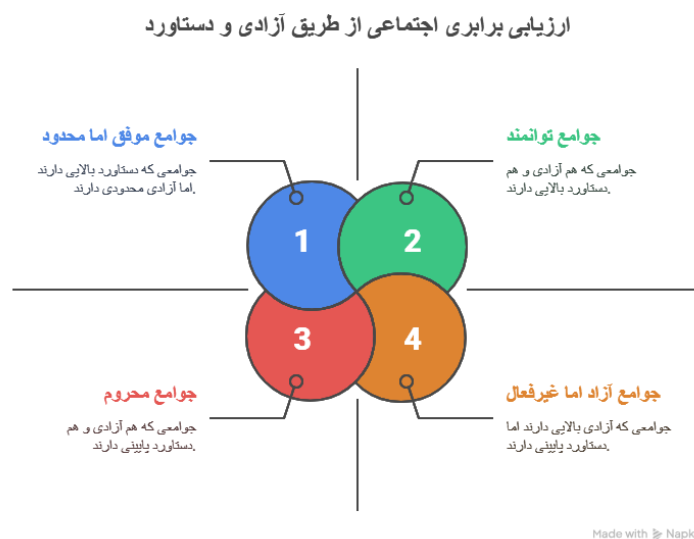 ارزیابی برابری اجتماعی از طریق آزادی و دستاورد
جوامع موفق اما محدود
جوامعی که دستاورد بالایی دارند
اما آزادی محدودی دارند.
جوامع توانمند
جوامعی که هم آزادی و هم
دستاورد بالایی دارند.
1
2
3
4
جوامع محروم
جوامعی که هم آزادی و هم
دستاورد پایینی دارند.
جوامع آزاد اما غیرفعال
جوامعی که آزادی بالایی دارند اما
دستاورد پایینی دارند.
Made with Napk